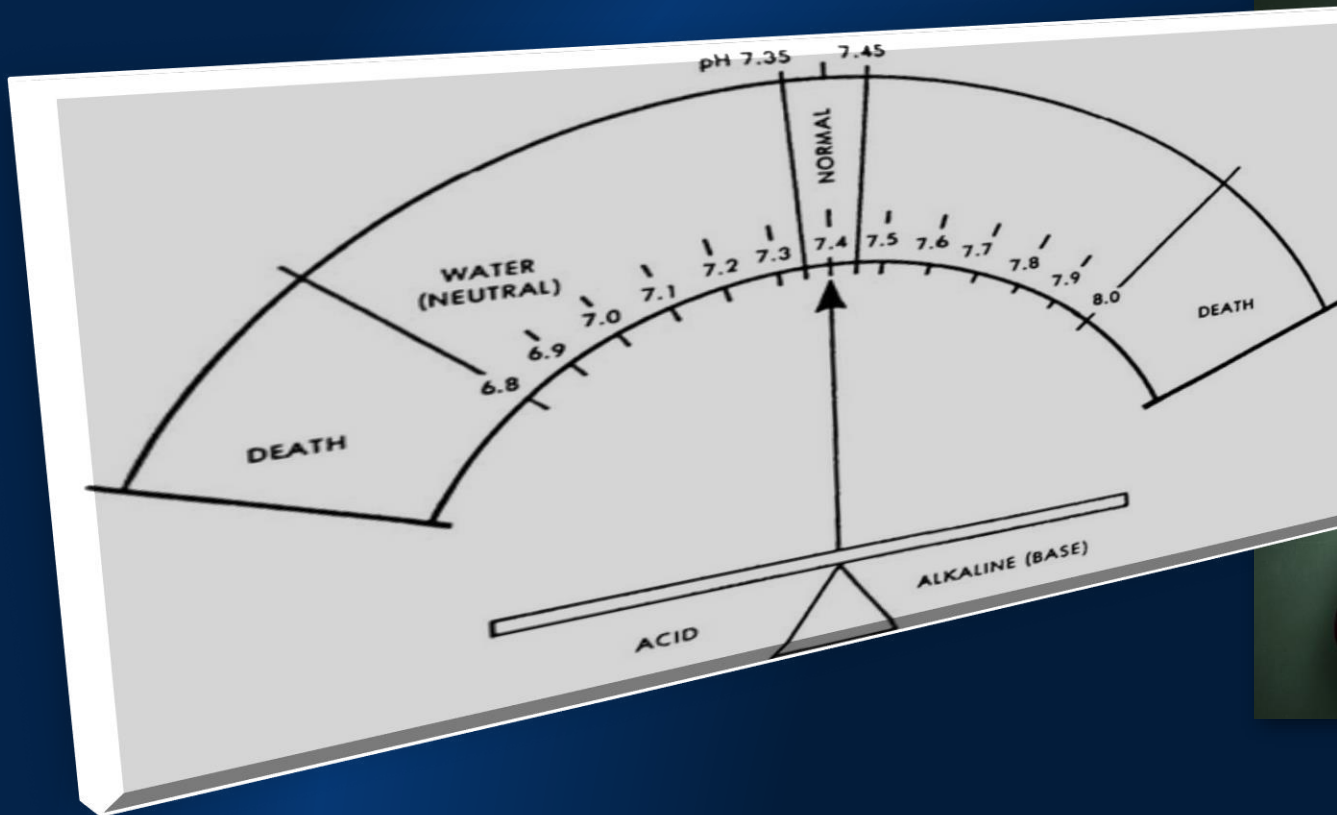 pH 7.35
7.45
NORMAL
WATER
(NEUTRAL)
6.8
6.9
7.0
7.1
7.2
7.3
7.4
7.5
7.6
7.7
7.8
7.9
8.0
DEATH
DEATH
ACID
ALKALINE (BASE)